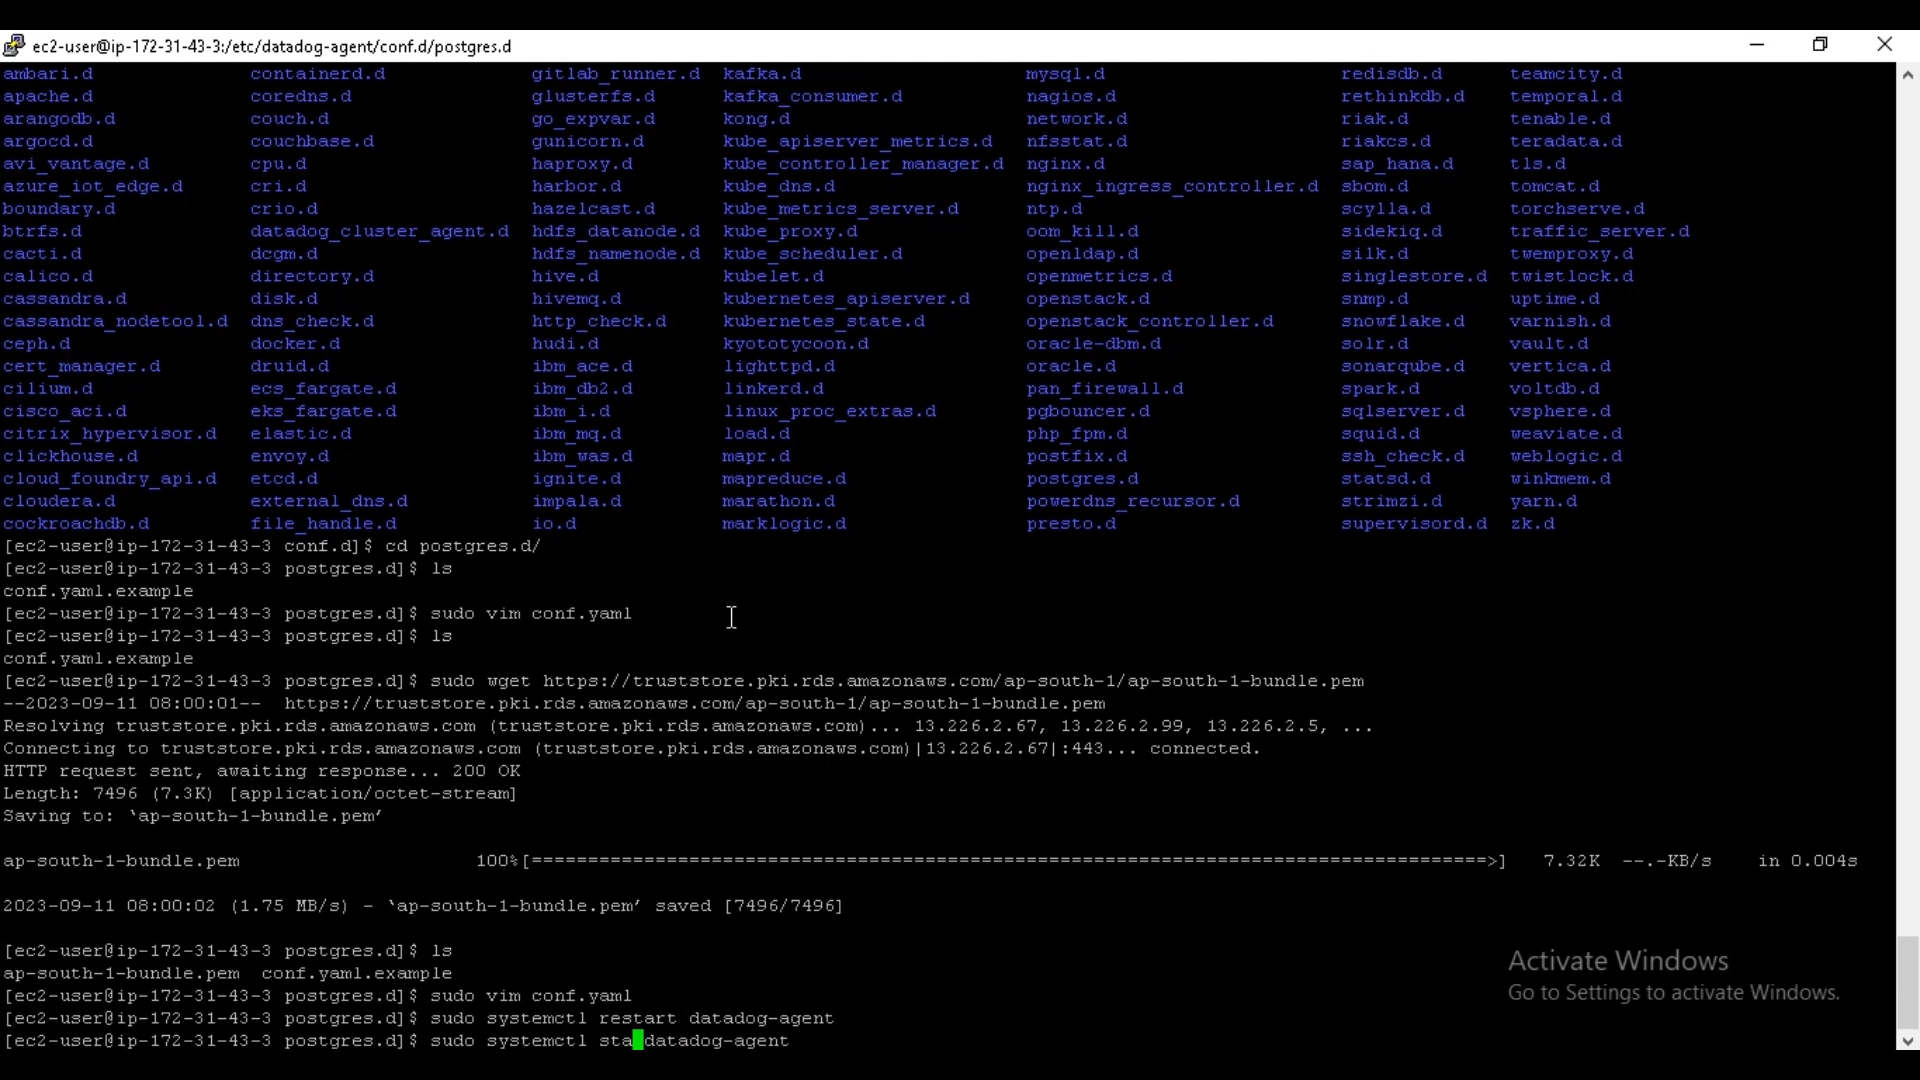 ec2-user@ip-172-31-43-3:/etc/datadog-agent/conf.d/postgres.d
ambari.d containerd.d gitlab_runner.d kafka.d mysql.d redisdb.d teamcity.d
apache.d coredns.d glusterfs.d kafka_consumer.d nagios.d rethinkdb.d temporal.d
arangodb.d couch.d go_expvar.d kong.d network.d riak.d tenable.d
argocd.d couchbase.d gunicorn.d kube_apiserver_metrics.d nfsstat.d riakcs.d teradata.d
avi_vantage.d cpu.d haproxy.d kube_controller_manager.d nginx.d sap_hana.d tls.d
azure_iot_edge.d cri.d harbor.d kube_dns.d nginx_ingress_controller.d sbom.d tomcat.d
boundary.d crio.d hazelcast.d kube_metrics_server.d ntp.d scylla.d torchserve.d
btrfs.d datadog_cluster_agent.d hdfs_datanode.d kube_proxy.d oom_kill.d sidekiq.d traffic_server.d
cacti.d dcgm.d hdfs_namenode.d kube_scheduler.d openldap.d silk.d twemproxy.d
calico.d directory.d hive.d kubelet.d openmetrics.d singlestore.d twistlock.d
cassandra.d disk.d hivemq.d kubernetes_apiserver.d openstack.d snmp.d uptime.d
cassandra_nodetool.d dns_check.d http_check.d kubernetes_state.d openstack_controller.d snowflake.d varnish.d
ceph.d docker.d hudi.d kyototycoon.d oracle-dbm.d solr.d vault.d
cert_manager.d druid.d ibm_ace.d lighttpd.d oracle.d sonarqube.d vertica.d
cilium.d ecs_fargate.d ibm_db2.d linkerd.d pan_firewall.d spark.d voltdb.d
cisco_aci.d eks_fargate.d ibm_i.d linux_proc_extras.d pgbouncer.d sqlserver.d vsphere.d
citrix_hypervisor.d elastic.d ibm_mq.d load.d php_fpm.d squid.d weaviate.d
clickhouse.d envoy.d ibm_was.d mapr.d postfix.d ssh_check.d weblogic.d
cloud_foundry_api.d etcd.d ignite.d mapreduce.d postgres.d statsd.d winkmem.d
cloudera.d external_dns.d impala.d marathon.d powerdns_recursor.d strimzi.d yarn.d
cockroachdb.d file_handle.d io.d marklogic.d presto.d supervisord.d zk.d
[ec2-user@ip-172-31-43-3 conf.d]$ cd postgres.d/
[ec2-user@ip-172-31-43-3 postgres.d]$ ls
conf.yaml.example
[ec2-user@ip-172-31-43-3 postgres.d]$ sudo vim conf.yaml
[ec2-user@ip-172-31-43-3 postgres.d]$ ls
conf.yaml.example
[ec2-user@ip-172-31-43-3 postgres.d]$ sudo wget https://truststore.pki.rds.amazonaws.com/ap-south-1/ap-south-1-bundle.pem
--2023-09-11 08:00:01-- https://truststore.pki.rds.amazonaws.com/ap-south-1/ap-south-1-bundle.pem
Resolving truststore.pki.rds.amazonaws.com (truststore.pki.rds.amazonaws.com)... 13.226.2.67, 13.226.2.99, 13.226.2.5, ...
Connecting to truststore.pki.rds.amazonaws.com (truststore.pki.rds.amazonaws.com)|13.226.2.67|:443... connected.
HTTP request sent, awaiting response... 200 OK
Length: 7496 (7.3K) [application/octet-stream]
Saving to: ‘ap-south-1-bundle.pem’
ap-south-1-bundle.pem 100%[=====================================================================================>] 7.32K --.-KB/s in 0.004s
2023-09-11 08:00:02 (1.75 MB/s) - ‘ap-south-1-bundle.pem’ saved [7496/7496]
[ec2-user@ip-172-31-43-3 postgres.d]$ ls
ap-south-1-bundle.pem conf.yaml.example
[ec2-user@ip-172-31-43-3 postgres.d]$ sudo vim conf.yaml
[ec2-user@ip-172-31-43-3 postgres.d]$ sudo systemctl restart datadog-agent
[ec2-user@ip-172-31-43-3 postgres.d]$ sudo systemctl sta datadog-agent
Activate Windows
Go to Settings to activate Windows.